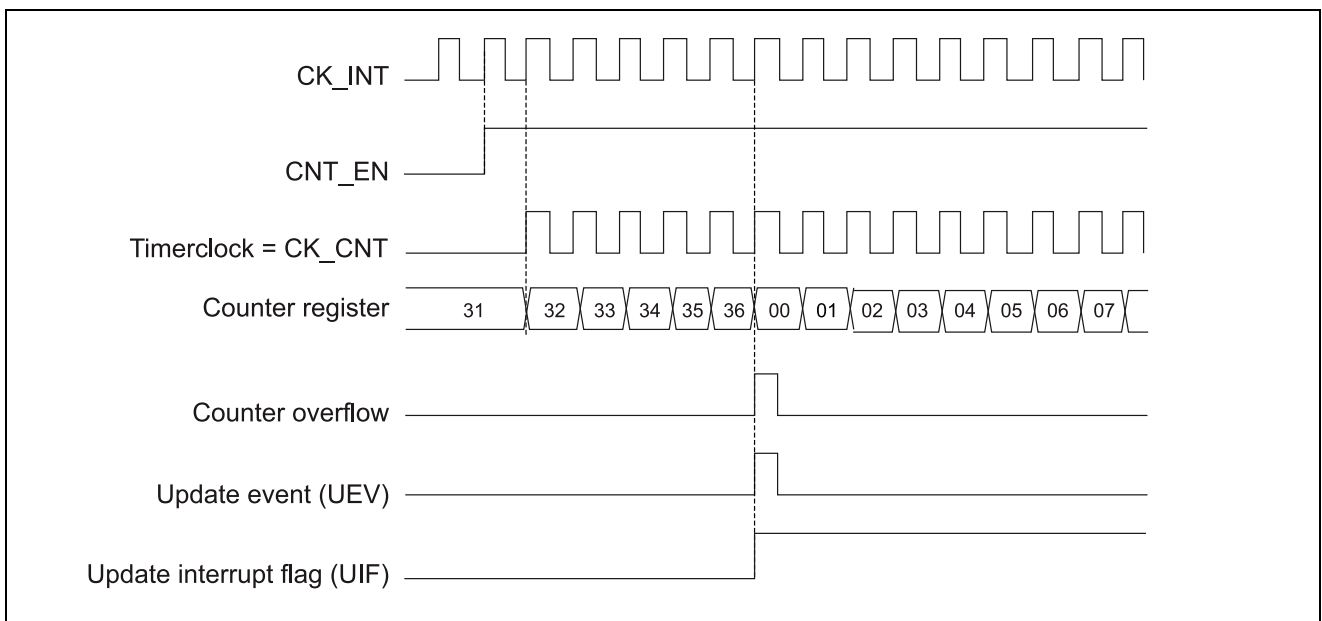 CK_INT
CNT_EN
Timerclock = CK_CNT
Counter register 31 32 33 34 35 36 00 01 02 03 04 05 06 07
Counter overflow
Update event (UEV)
Update interrupt flag (UIF)